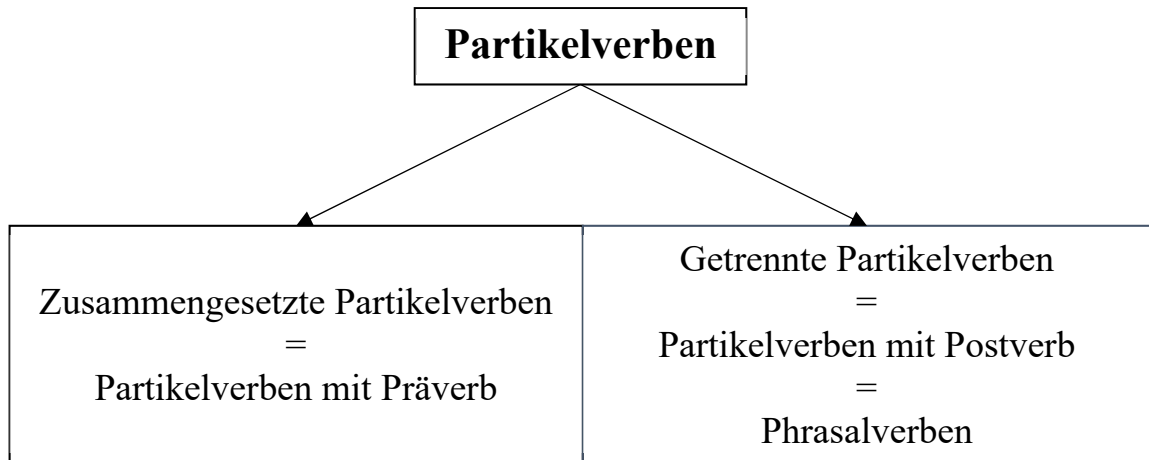 Partikelverben
Zusammengesetzte Partikelverben
=
Partikelverben mit Präverb
Getrennte Partikelverben
=
Partikelverben mit Postverb
=
Phrasalverben